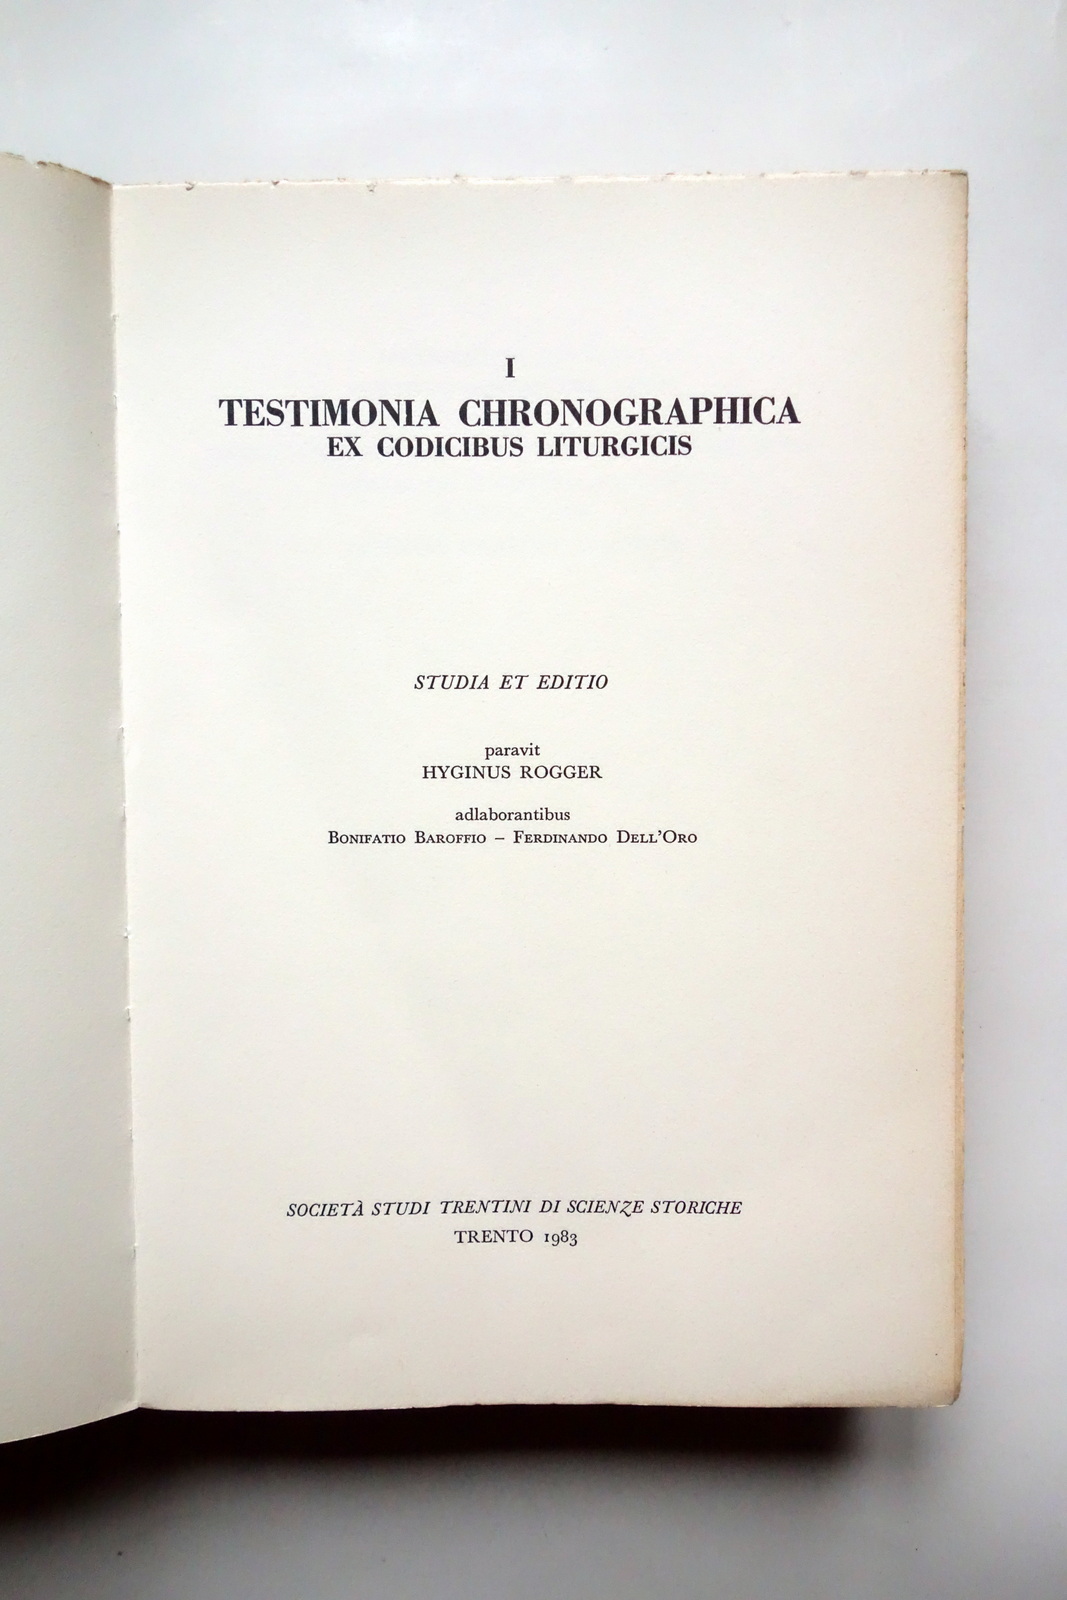 I
TESTIMONIA CHRONOGRAPHICA
EX CODICIBUS LITURGICIS
STUDIA ET EDITIO
paravit
HYGINUS ROGGER
adlaborantibus
BONIFATIO BAROFFIO – FERDINANDO DELL'ORO
SOCIETÀ STUDI TRENTINI DI SCIENZE STORICHE
TRENTO 1983